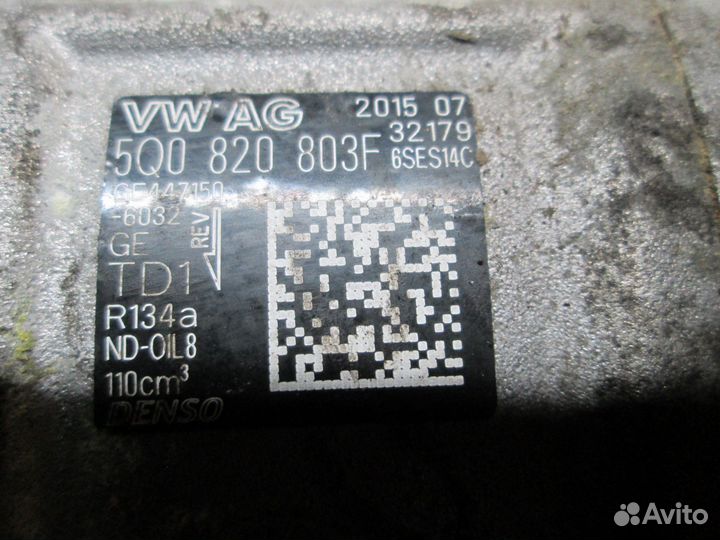 VW AG 2015 07
32179
5Q0 820 803F 6SES14C
GE447150
-6032
GE REV
TD1
R134a
ND-OIL8
110cm³
DENSO
Avito